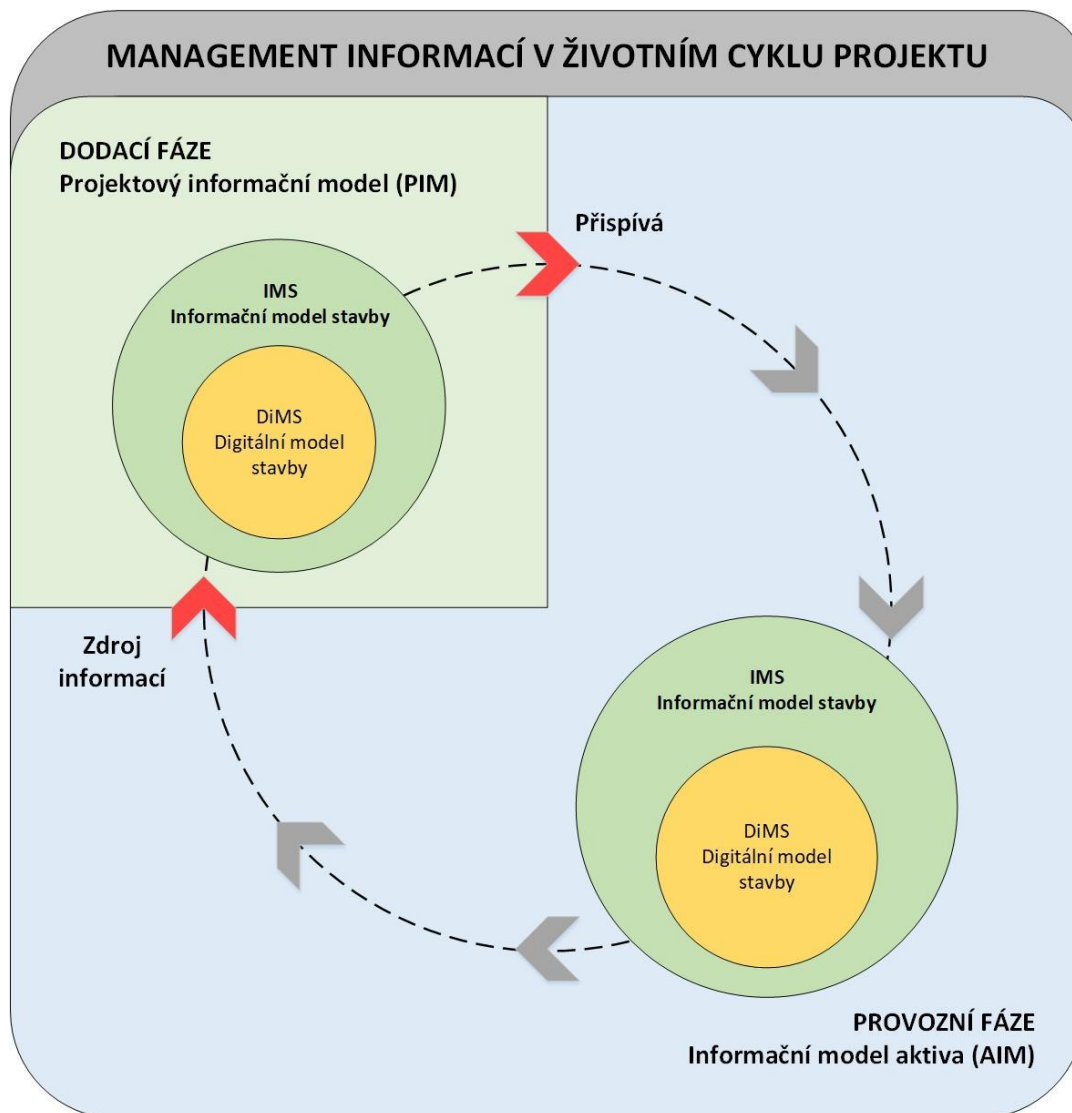 MANAGEMENT INFORMACÍ V ŽIVOTNÍM CYKLU PROJEKTU
DODACÍ FÁZE
Projektový informační model (PIM)
Přispívá
IMS
Informační model stavby
DiMS
Digitální model
stavby
Zdroj
informací
IMS
Informační model stavby
DiMS
Digitální model
stavby
PROVOZNÍ FÁZE
Informační model aktiva (AIM)